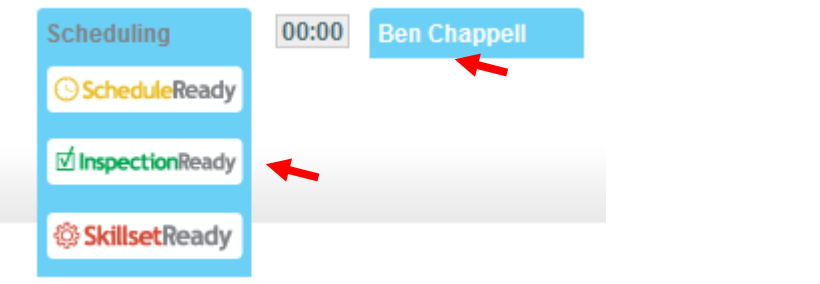 Scheduling
00:00
Ben Chappell
ScheduleReady
InspectionReady
SkillsetReady